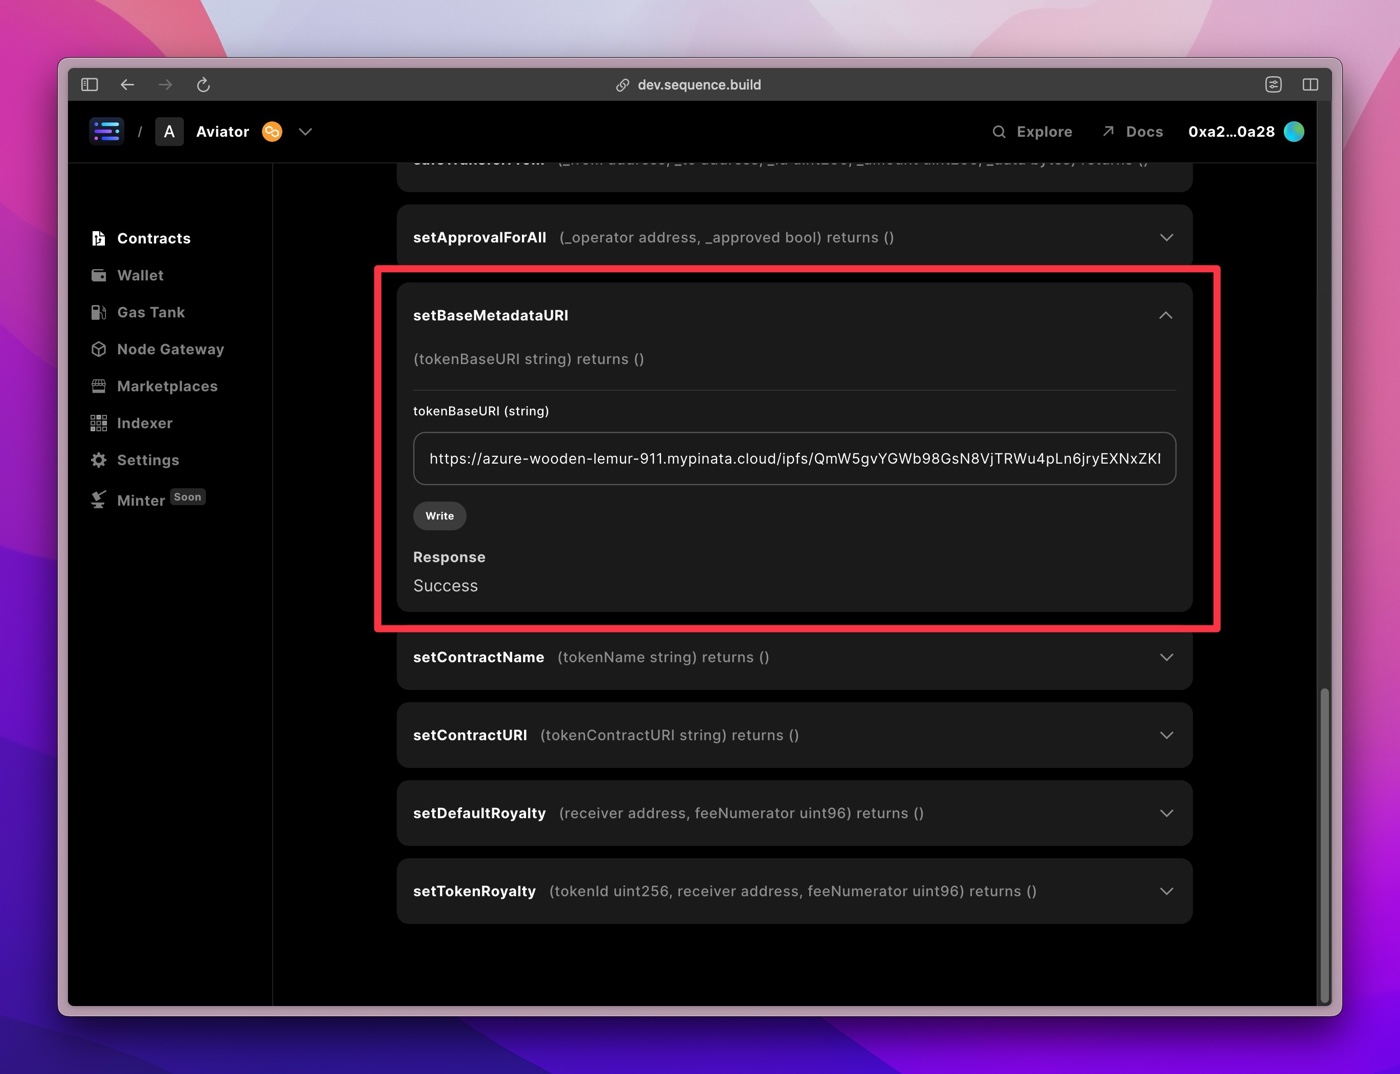 dev.sequence.build
/ A Aviator
Explore Docs 0xa2...0a28
Contracts
Wallet
Gas Tank
Node Gateway
Marketplaces
Indexer
Settings
Minter Soon
setApprovalForAll (_operator address, _approved bool) returns ()
setBaseMetadataURI
(tokenBaseURI string) returns ()
tokenBaseURI (string)
https://azure-wooden-lemur-911.mypinata.cloud/ipfs/QmW5gvYGWb98GsN8VjTRWu4pLn6jryEXNxZKI
Write
Response
Success
setContractName (tokenName string) returns ()
setContractURI (tokenContractURI string) returns ()
setDefaultRoyalty (receiver address, feeNumerator uint96) returns ()
setTokenRoyalty (tokenId uint256, receiver address, feeNumerator uint96) returns ()